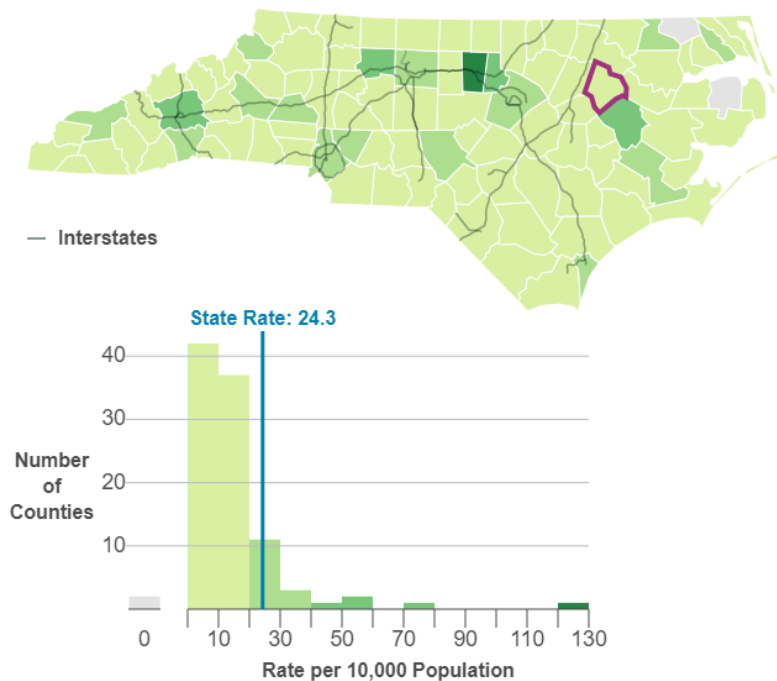 — Interstates
State Rate: 24.3
40
30
20
10
Number
of
Counties
0 10 30 50 70 90 110 130
Rate per 10,000 Population